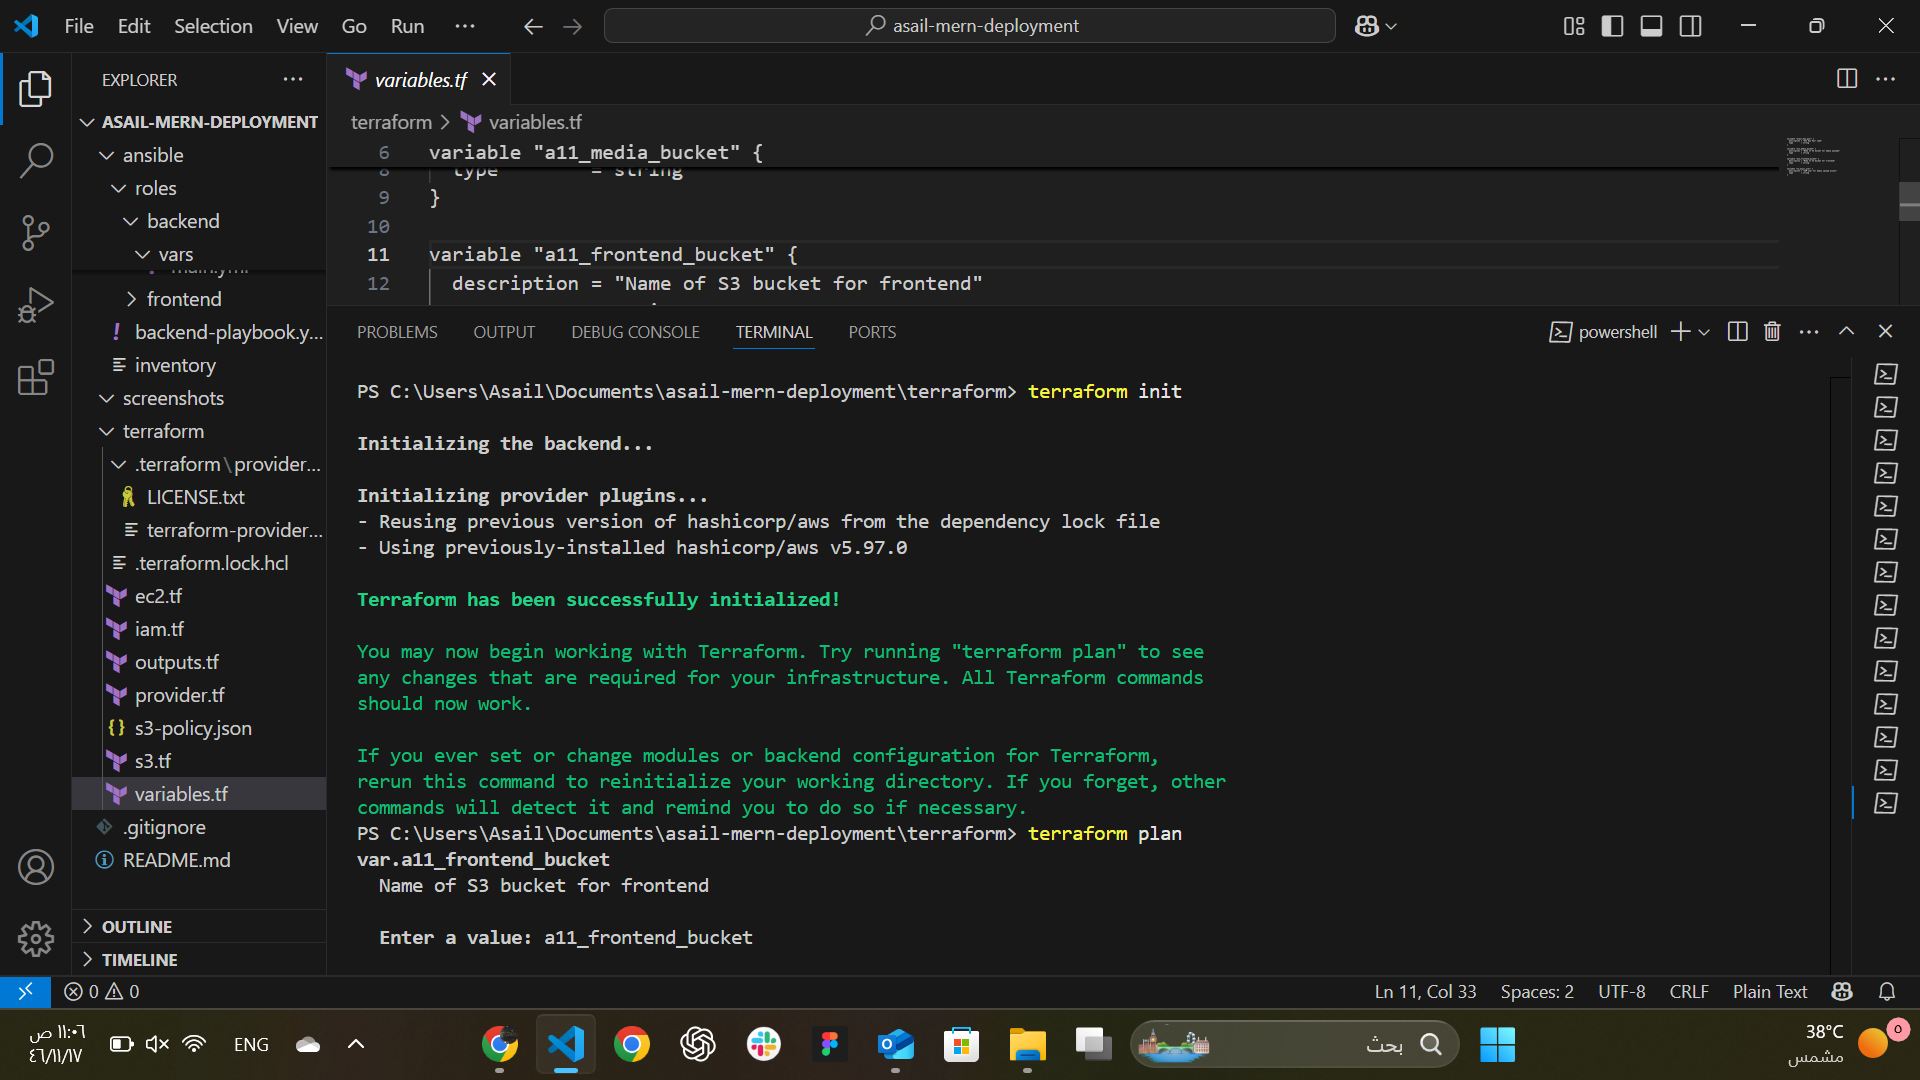 File Edit Selection View Go Run ··· asail-mern-deployment
EXPLORER ···
ASAIL-MERN-DEPLOYMENT
ansible
roles
backend
vars
main.yml
frontend
backend-playbook.y...
inventory
screenshots
terraform
.terraform\provider...
LICENSE.txt
terraform-provider...
.terraform.lock.hcl
ec2.tf
iam.tf
outputs.tf
provider.tf
s3-policy.json
s3.tf
variables.tf
.gitignore
README.md
OUTLINE
TIMELINE
variables.tf
terraform > variables.tf
6 variable "a11_media_bucket" {
8 type = string
9 }
10
11 variable "a11_frontend_bucket" {
12 description = "Name of S3 bucket for frontend"
PROBLEMS OUTPUT DEBUG CONSOLE TERMINAL PORTS powershell
PS C:\Users\Asail\Documents\asail-mern-deployment\terraform> terraform init
Initializing the backend...
Initializing provider plugins...
- Reusing previous version of hashicorp/aws from the dependency lock file
- Using previously-installed hashicorp/aws v5.97.0
Terraform has been successfully initialized!
You may now begin working with Terraform. Try running "terraform plan" to see
any changes that are required for your infrastructure. All Terraform commands
should now work.
If you ever set or change modules or backend configuration for Terraform,
rerun this command to reinitialize your working directory. If you forget, other
commands will detect it and remind you to do so if necessary.
PS C:\Users\Asail\Documents\asail-mern-deployment\terraform> terraform plan
var.a11_frontend_bucket
Name of S3 bucket for frontend
Enter a value: a11_frontend_bucket
0 0 Ln 11, Col 33 Spaces: 2 UTF-8 CRLF Plain Text
١١:٠٦ ص
٤٦/١١/١٧
ENG
بحث
38°C
مشمس
0